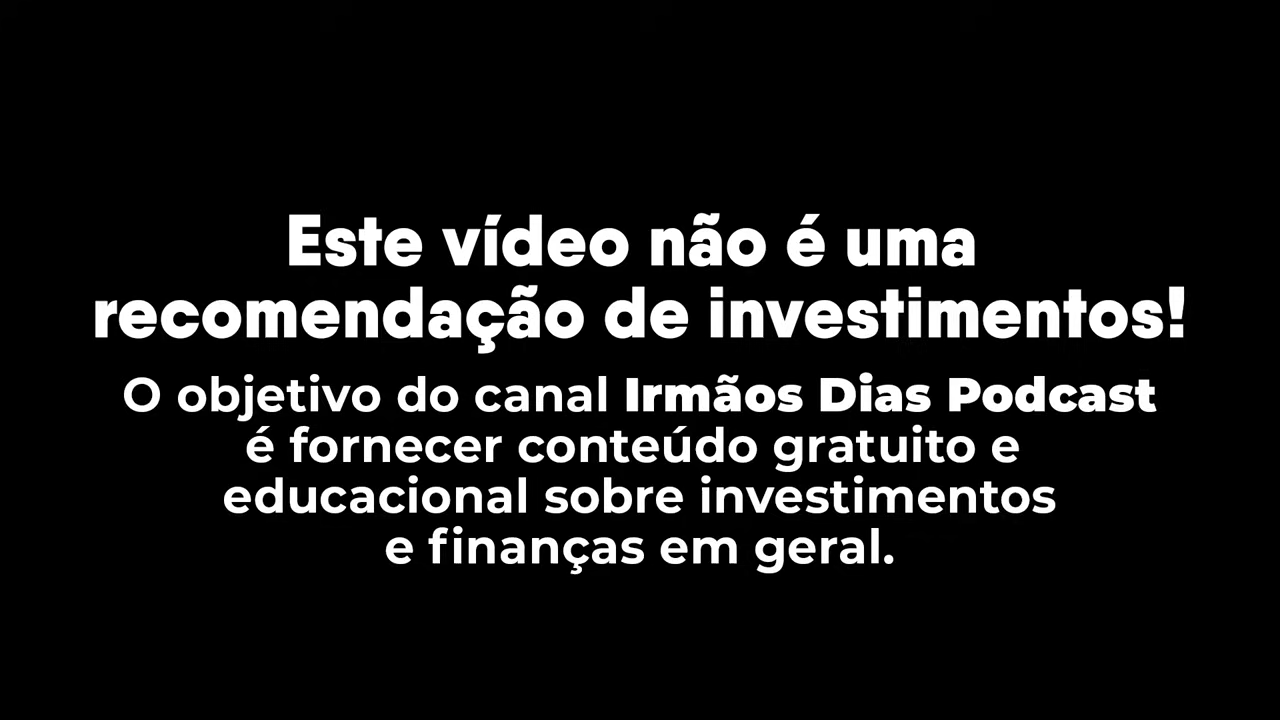 Este vídeo não é uma
recomendação de investimentos!
O objetivo do canal Irmãos Dias Podcast
é fornecer conteúdo gratuito e
educacional sobre investimentos
e finanças em geral.